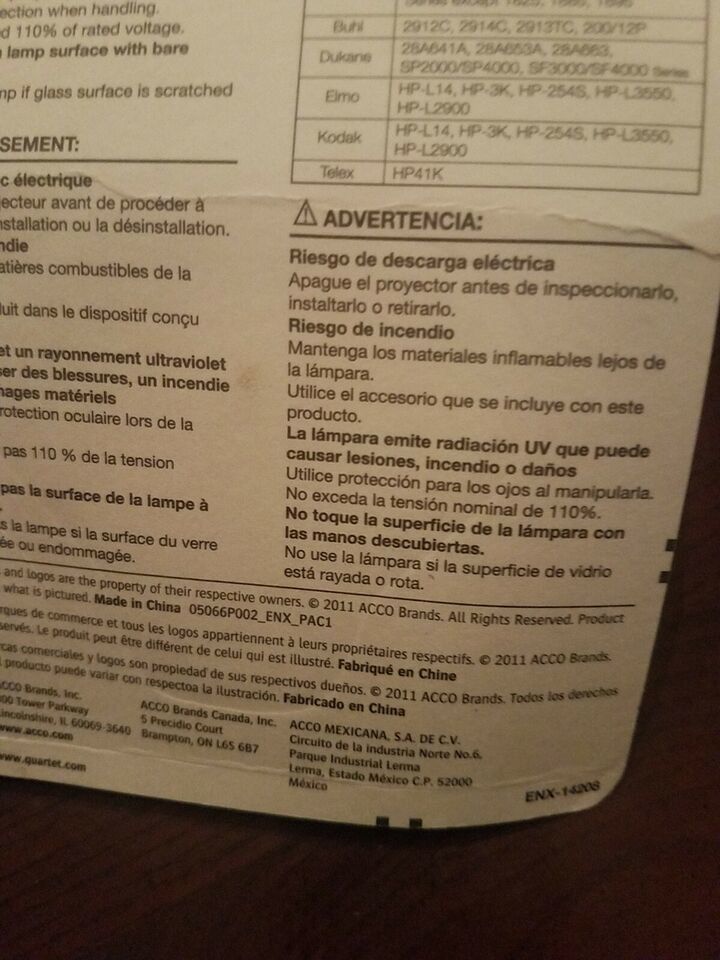 ection when handling.
d 110% of rated voltage.
lamp surface with bare
mp if glass surface is scratched
Buhl 2912C, 2914C, 2913TC, 200/12P
Dukane 28A641A, 28A653A, 28A663,
SP2000/SP4000, SF3000/SF4000 Series
Elmo HP-L14, HP-3K, HP-254S, HP-L3550,
HP-L2900
Kodak HP-L14, HP-3K, HP-254S, HP-L3550,
HP-L2900
Telex HP41K
SEMENT:
c électrique
jecteur avant de procéder à
nstallation ou la désinstallation.
ndie
atières combustibles de la
duit dans le dispositif conçu
et un rayonnement ultraviolet
ser des blessures, un incendie
mages matériels
rotection oculaire lors de la
pas 110 % de la tension
pas la surface de la lampe à
s la lampe si la surface du verre
ée ou endommagée.
ADVERTENCIA:
Riesgo de descarga eléctrica
Apague el proyector antes de inspeccionarlo,
instaltarlo o retirarlo.
Riesgo de incendio
Mantenga los materiales inflamables lejos de
la lámpara.
Utilice el accesorio que se incluye con este
producto.
La lámpara emite radiación UV que puede
causar lesiones, incendio o daños
Utilice protección para los ojos al manipularla.
No exceda la tensión nominal de 110%.
No toque la superficie de la lámpara con
las manos descubiertas.
No use la lámpara si la superficie de vidrio
está rayada o rota.
and logos are the property of their respective owners. © 2011 ACCO Brands. All Rights Reserved. Product
what is pictured. Made in China 05066P002_ENX_PAC1
rques de commerce et tous les logos appartiennent à leurs propriétaires respectifs. © 2011 ACCO Brands.
servés. Le produit peut être différent de celui qui est illustré. Fabriqué en Chine
cas comerciales y logos son propiedad de sus respectivos dueños. © 2011 ACCO Brands. Todos los derechos
l producto puede variar con respectoa la ilustración. Fabricado en China
ACCO Brands, Inc.
00 Tower Parkway
incolnshire, IL 60069-3640
www.acco.com
www.quartet.com
ACCO Brands Canada, Inc.
5 Precidio Court
Brampton, ON L6S 6B7
ACCO MEXICANA, S.A. DE C.V.
Circuito de la industria Norte No.6,
Parque Industrial Lerma
Lerma, Estado México C.P. 52000
México
ENX-14208